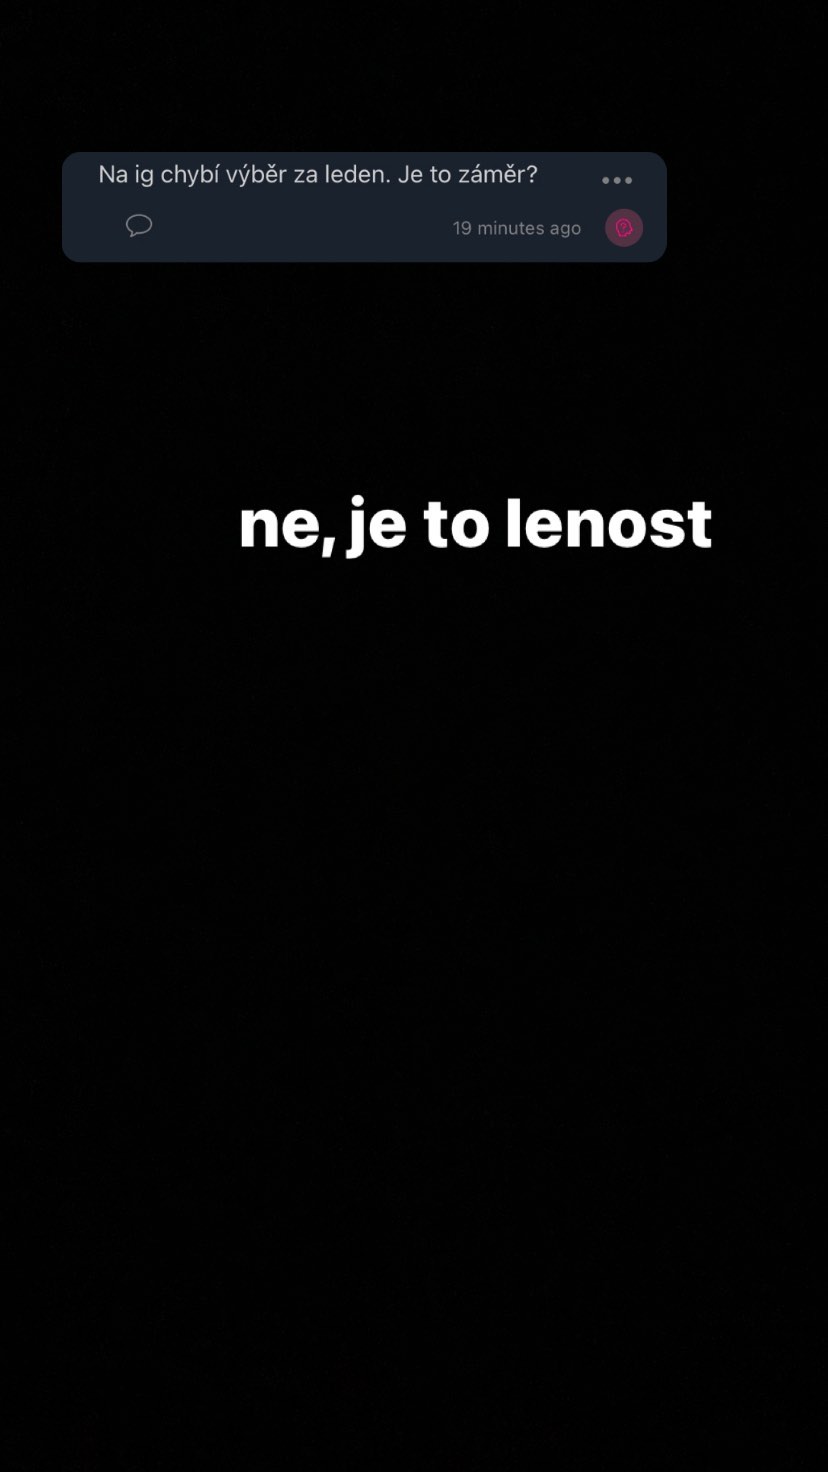 Na ig chybí výběr za leden. Je to záměr?
19 minutes ago
ne, je to lenost